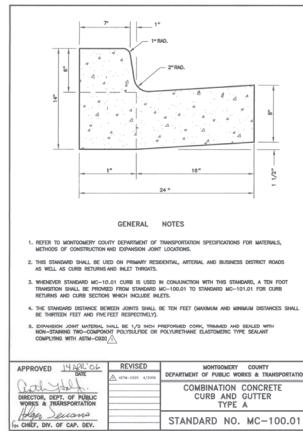 7"
1"
1" RAD.
2" RAD.
6"
14"
8"
1 1/2"
1"
16"
24"
GENERAL NOTES
1. REFER TO MONTGOMERY COUNTY DEPARTMENT OF TRANSPORTATION SPECIFICATIONS FOR MATERIALS,
METHODS OF CONSTRUCTION AND EXPANSION JOINT LOCATIONS.
2. THIS STANDARD SHALL BE USED ON PRIMARY RESIDENTIAL, ARTERIAL AND BUSINESS DISTRICT ROADS
AS WELL AS CURB RETURNS AND INLET THROATS.
3. WHENEVER STANDARD MC-10.01 CURB IS USED IN CONJUNCTION WITH THIS STANDARD, A TEN FOOT
TRANSITION SHALL BE PROVIDED FROM STANDARD MC-100.01 TO STANDARD MC-101.01 FOR CURB
RETURNS AND CURB SECTIONS WHICH INCLUDE INLETS.
4. THE STANDARD DISTANCE BETWEEN JOINTS SHALL BE TEN FEET (MAXIMUM AND MINIMUM DISTANCES SHALL
BE THIRTEEN FEET AND FIVE FEET RESPECTIVELY).
5. EXPANSION JOINT MATERIAL SHALL BE 1/2 INCH PREFORMED CORK, TRIMMED AND SEALED WITH
NON-STAINING TWO-COMPONENT POLYSULFIDE OR POLYURETHANE ELASTOMERIC TYPE SEALANT
COMPLYING WITH ASTM-C920
APPROVED 14 APR '06
DATE
DIRECTOR, DEPT. OF PUBLIC
WORKS & TRANSPORTATION
for CHIEF, DIV. OF CAP. DEV.
REVISED
ASTM-C920 4/2006
MONTGOMERY COUNTY
DEPARTMENT OF PUBLIC WORKS & TRANSPORTATION
COMBINATION CONCRETE
CURB AND GUTTER
TYPE A
STANDARD NO. MC-100.01